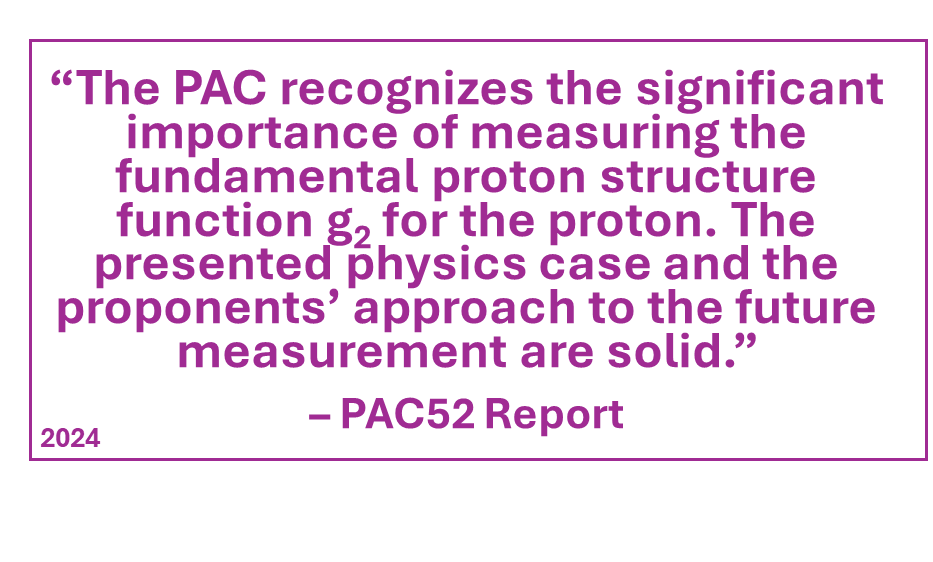 “The PAC recognizes the significant
importance of measuring the
fundamental proton structure
function g₂ for the proton. The
presented physics case and the
proponents’ approach to the future
measurement are solid.”
– PAC52 Report
2024